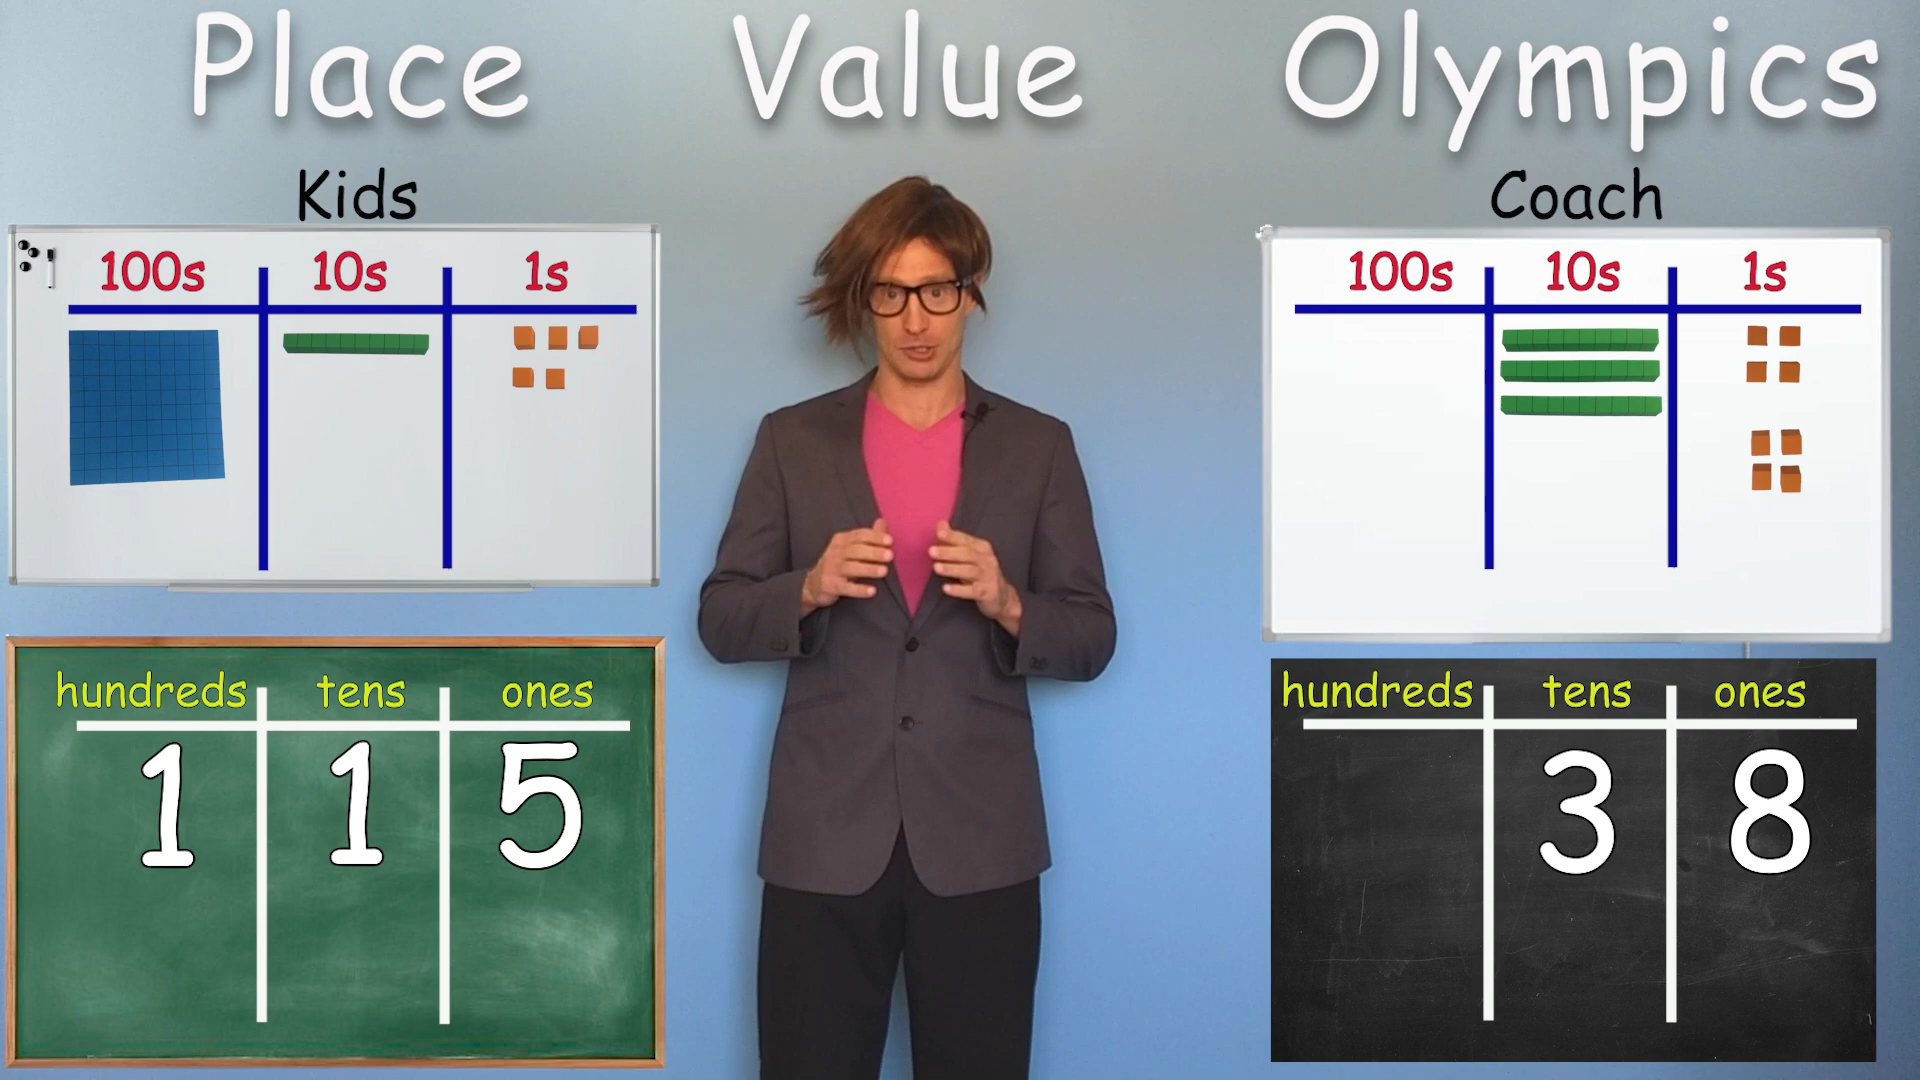 Place Value Olympics
Kids
100s 10s 1s
hundreds tens ones
1 1 5
Coach
100s 10s 1s
hundreds tens ones
3 8